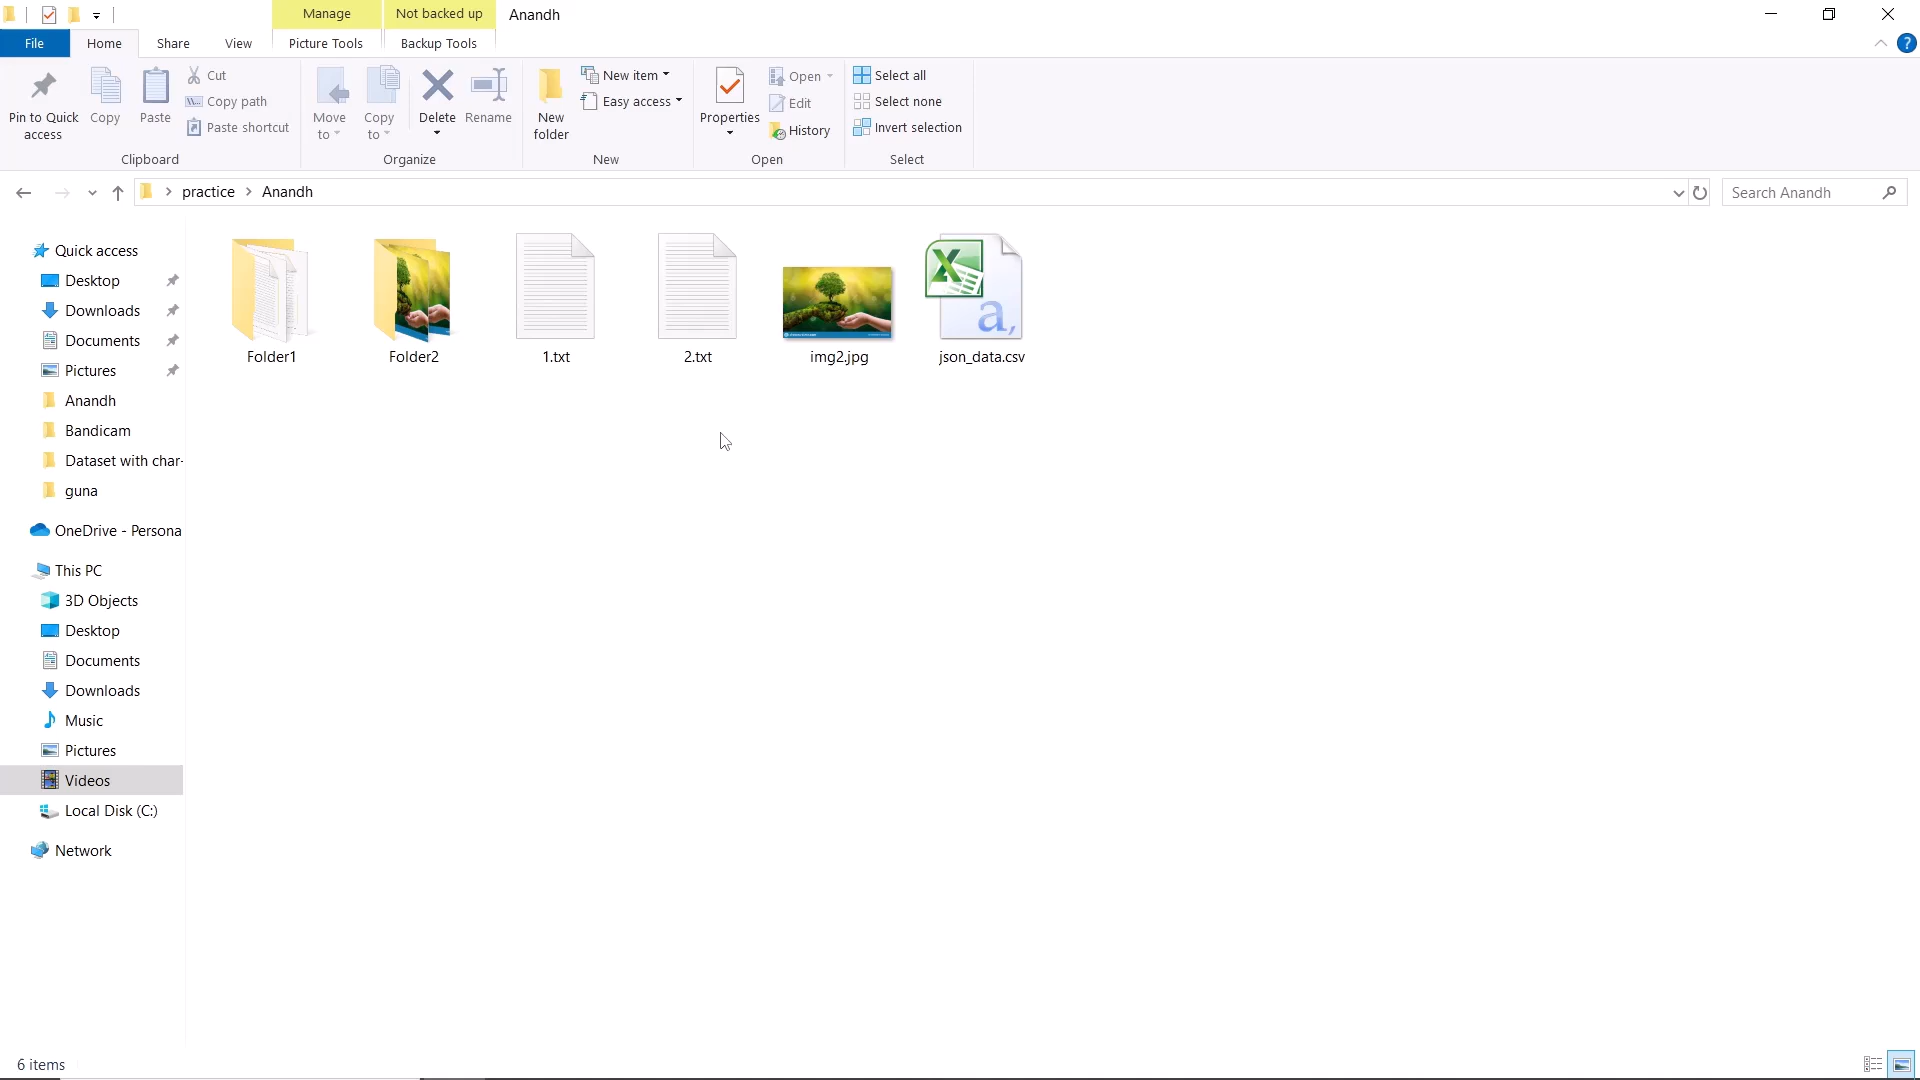 Manage
Not backed up
Anandh
File
Home
Share
View
Picture Tools
Backup Tools
Pin to Quick
access
Copy
Paste
Cut
Copy path
Paste shortcut
Clipboard
Move
to
Copy
to
Delete
Rename
Organize
New
folder
New item
Easy access
New
Properties
Open
Edit
History
Open
Select all
Select none
Invert selection
Select
practice
Anandh
Search Anandh
Quick access
Desktop
Downloads
Documents
Pictures
Anandh
Bandicam
Dataset with char-
guna
OneDrive - Persona
This PC
3D Objects
Desktop
Documents
Downloads
Music
Pictures
Videos
Local Disk (C:)
Network
Folder1
Folder2
1.txt
2.txt
img2.jpg
json_data.csv
a,
6 items